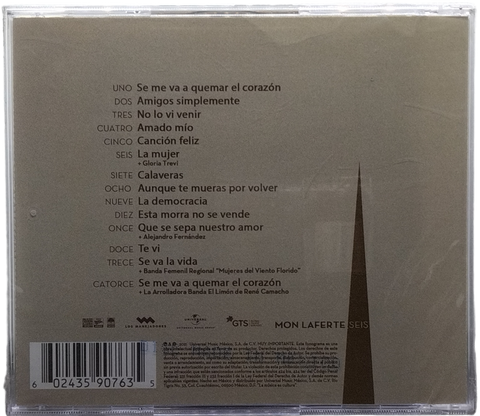 UNO Se me va a quemar el corazón
DOS Amigos simplemente
TRES No lo vi venir
CUATRO Amado mío
CINCO Canción feliz
SEIS La mujer
+ Gloria Trevi
SIETE Calaveras
OCHO Aunque te mueras por volver
NUEVE La democracia
DIEZ Esta morra no se vende
ONCE Que se sepa nuestro amor
+ Alejandro Fernández
DOCE Te vi
TRECE Se va la vida
+ Banda Femenil Regional "Mujeres del Viento Florido"
CATORCE Se me va a quemar el corazón
+ La Arrolladora Banda El Limón de René Camacho
UNIVERSAL
GTS
MON LAFERTE SEIS
6 02435 90763 5